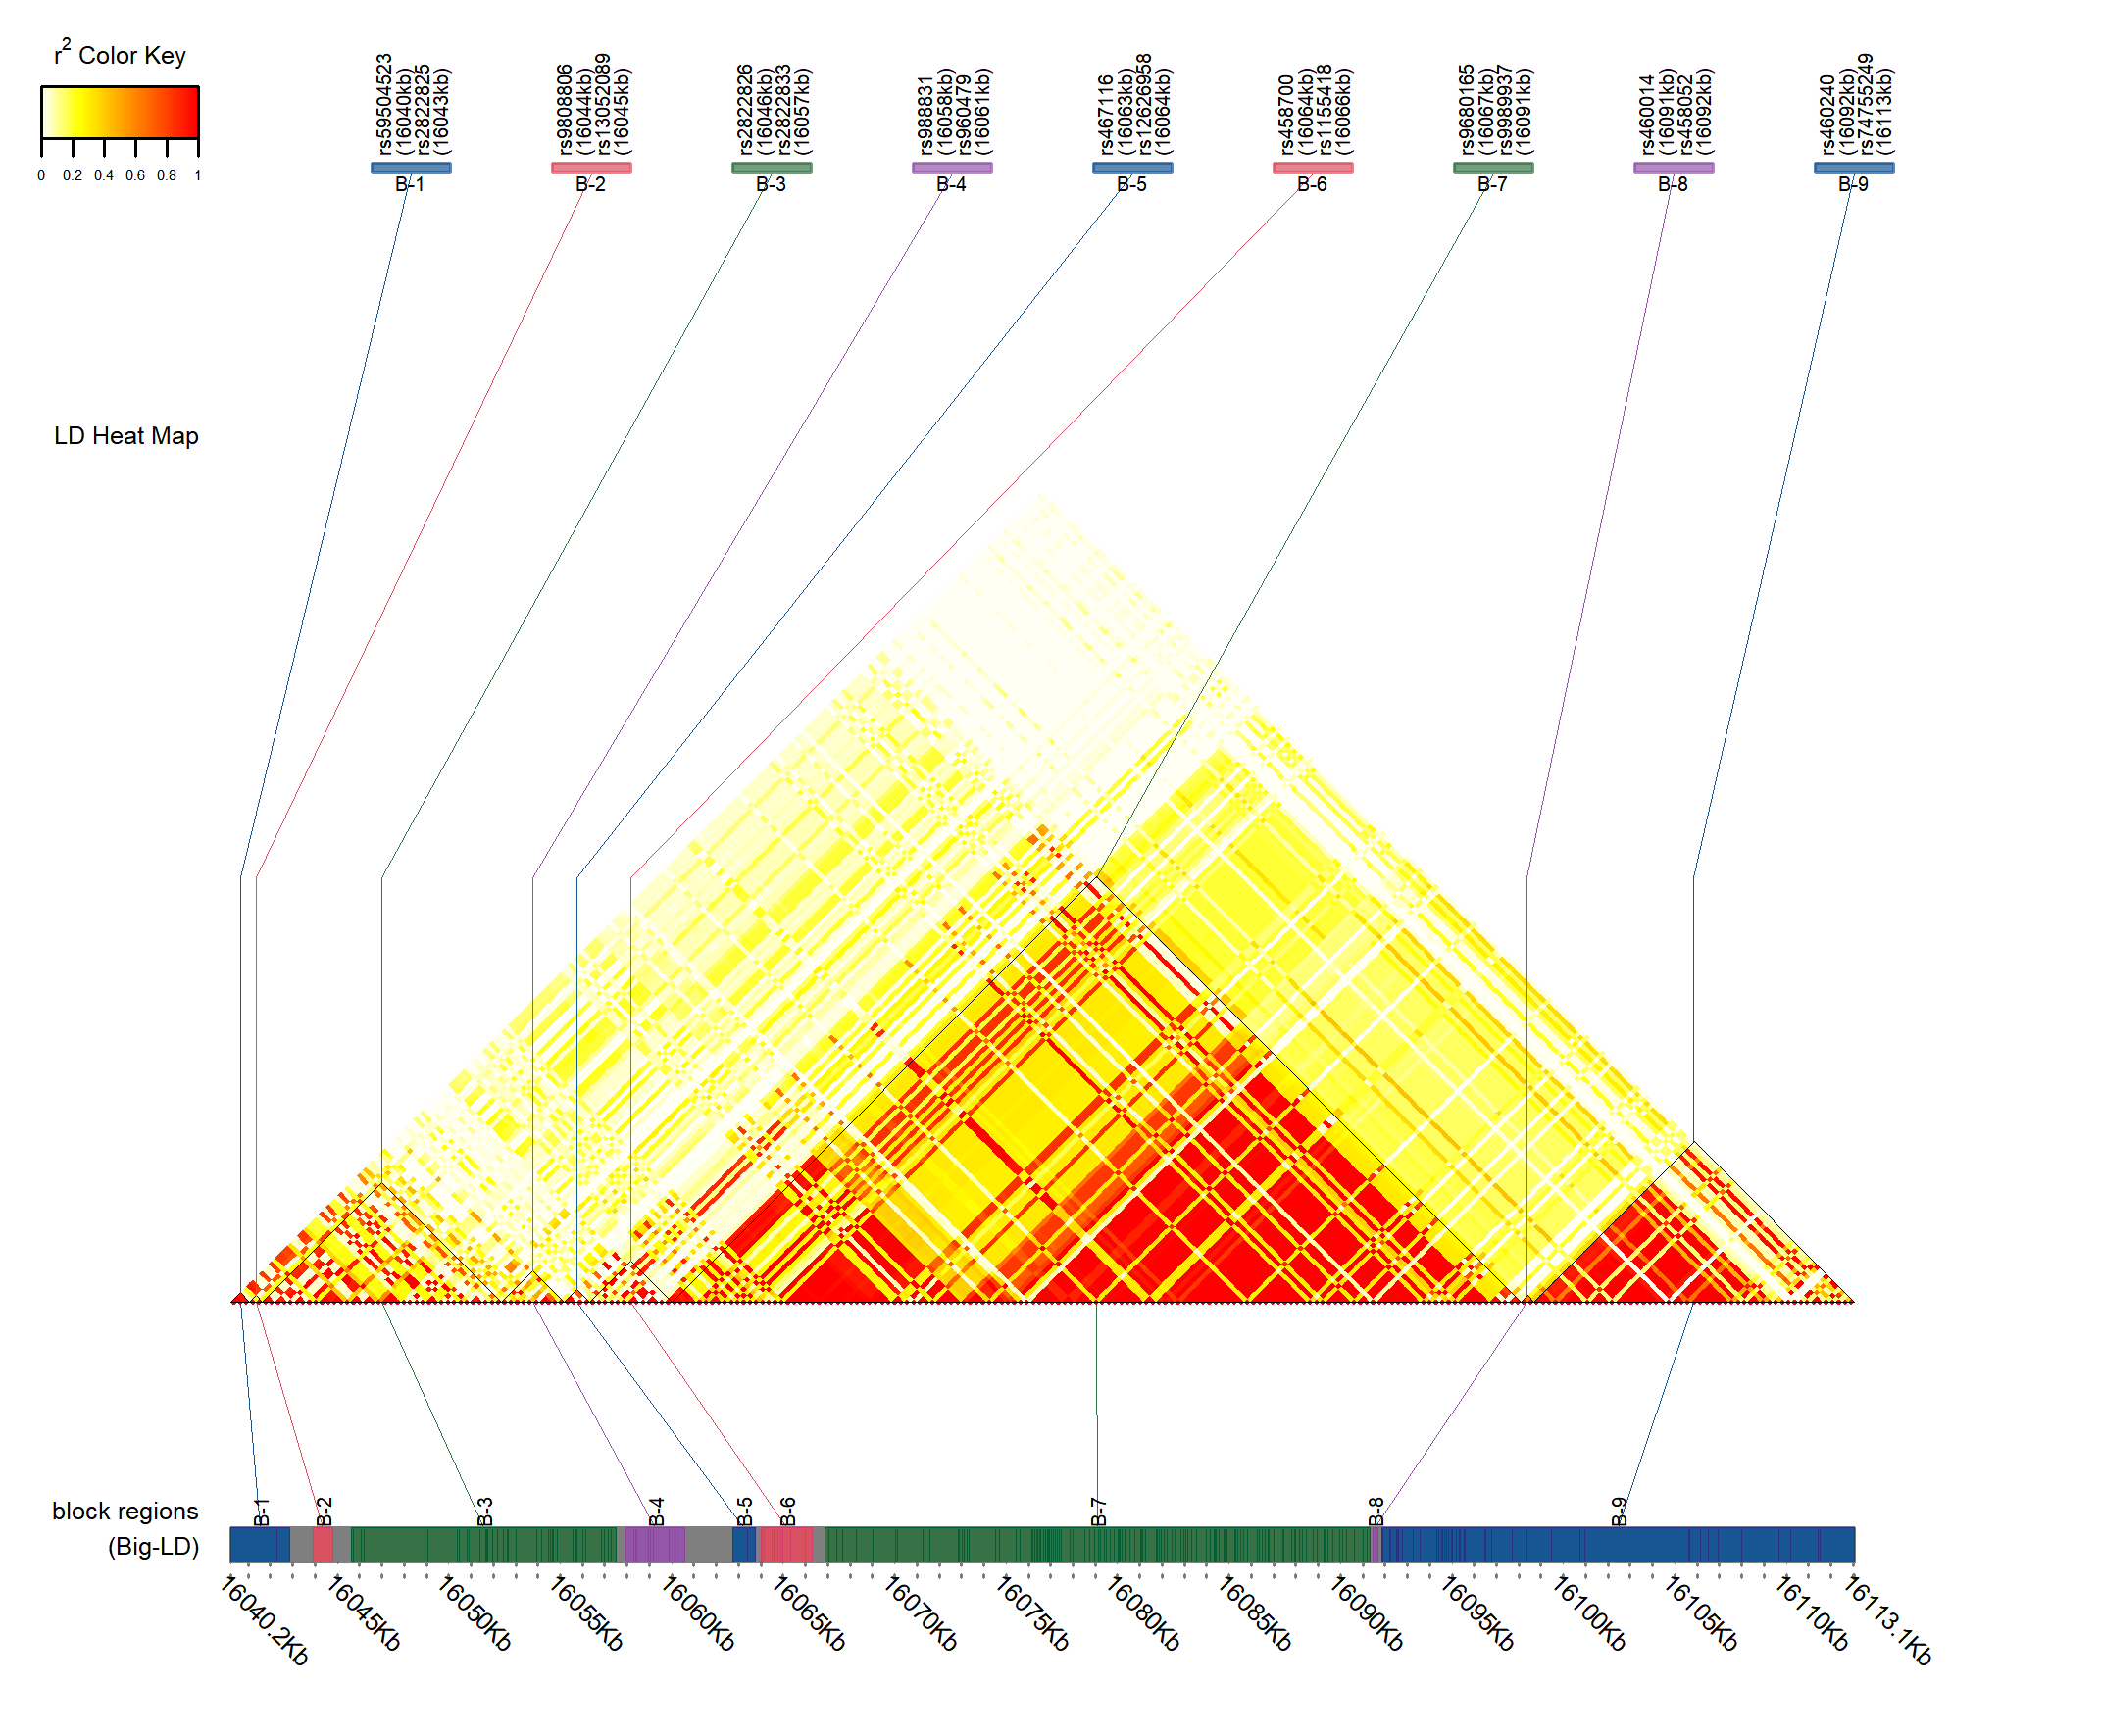 r2 Color Key
0 0.2 0.4 0.6 0.8 1
rs59504523
(16040kb)
rs2822825
(16043kb)
B-1
rs9808806
(16044kb)
rs13052089
(16045kb)
B-2
rs2822826
(16046kb)
rs2822833
(16057kb)
B-3
rs988831
(16058kb)
rs960479
(16061kb)
B-4
rs467116
(16063kb)
rs12626958
(16064kb)
B-5
rs458700
(16064kb)
rs1155418
(16066kb)
B-6
rs9680165
(16067kb)
rs9989937
(16091kb)
B-7
rs460014
(16091kb)
rs458052
(16092kb)
B-8
rs460240
(16092kb)
rs74755249
(16113kb)
B-9
LD Heat Map
block regions
(Big-LD)
B-1
B-2
B-3
B-4
B-5
B-6
B-7
B-8
B-9
16040.2Kb
16045Kb
16050Kb
16055Kb
16060Kb
16065Kb
16070Kb
16075Kb
16080Kb
16085Kb
16090Kb
16095Kb
16100Kb
16105Kb
16110Kb
16113.1Kb